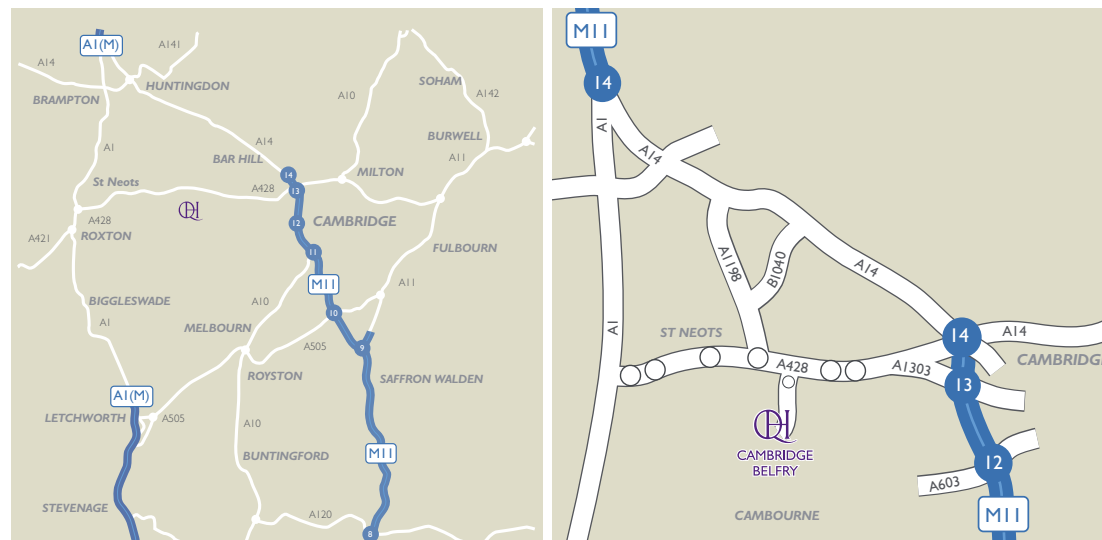 A1(M)
A141
A14
HUNTINGDON
BRAMPTON
SOHAM
A10
A142
BURWELL
A1
A14
BAR HILL
A11
MILTON
St Neots
A428
14
13
QH
A428
12
CAMBRIDGE
A421
ROXTON
11
FULBOURN
M11
A11
BIGGLESWADE
A10
10
A1
MELBOURN
A505
9
ROYSTON
SAFFRON WALDEN
A1(M)
LETCHWORTH
A505
A10
BUNTINGFORD
M11
STEVENAGE
A120
8
M11
14
A1
A14
A1198
B1040
A14
A1
ST NEOTS
14
A14
CAMBRIDG
A428
A1303
13
QH
CAMBRIDGE
BELFRY
12
A603
CAMBOURNE
M11